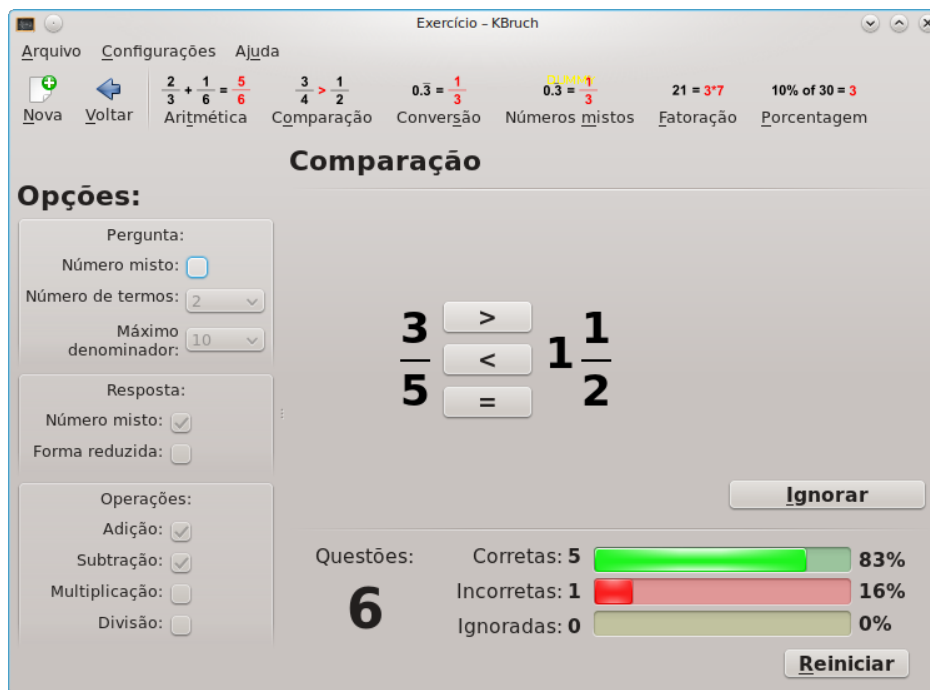 Exercício – KBruch
Arquivo Configurações Ajuda
2/3 + 1/6 = 5/6 3/4 > 1/2 0.3̅ = 1/3 0.3̅ = 1/3 21 = 3*7 10% of 30 = 3
Nova Voltar Aritmética Comparação Conversão Números mistos Fatoração Porcentagem
Comparação
Opções:
Pergunta:
Número misto:
Número de termos: 2
Máximo
denominador: 10
Resposta:
Número misto:
Forma reduzida:
Operações:
Adição:
Subtração:
Multiplicação:
Divisão:
3/5
>
<
=
1 1/2
Ignorar
Questões:
6
Corretas: 5 83%
Incorretas: 1 16%
Ignoradas: 0 0%
Reiniciar